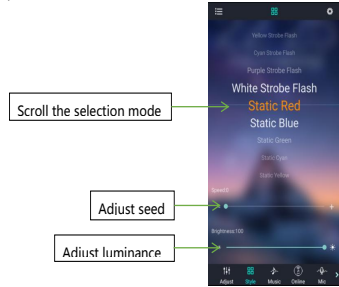 Yellow Strobe Flash
Cyan Strobe Flash
Purple Strobe Flash
White Strobe Flash
Scroll the selection mode
Static Red
Static Blue
Static Green
Static Cyan
Static Yellow
Speed:0
Adjust seed
Brightness:100
Adjust luminance
Adjust
Style
Music
Online
Mic